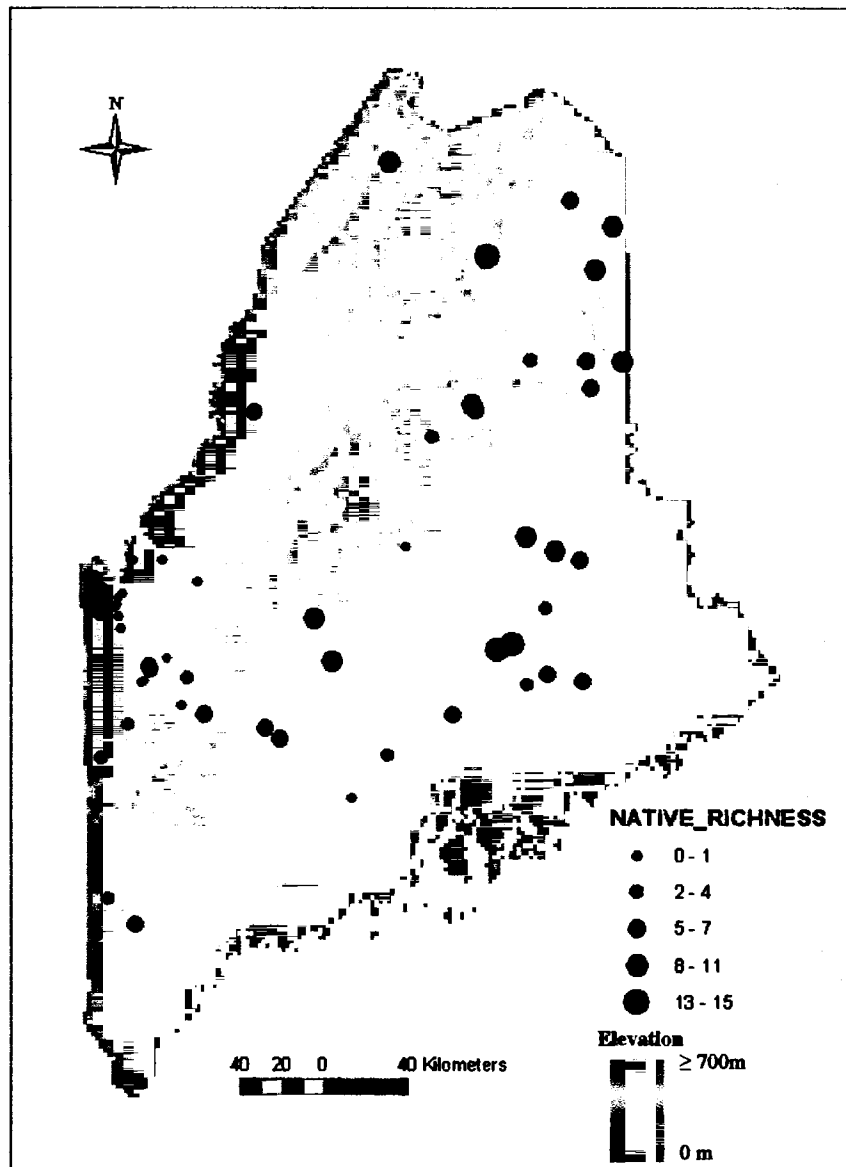 N
NATIVE_RICHNESS
0 - 1
2 - 4
5 - 7
8 - 11
13 - 15
Elevation
≥ 700m
0 m
40 20 0 40 Kilometers